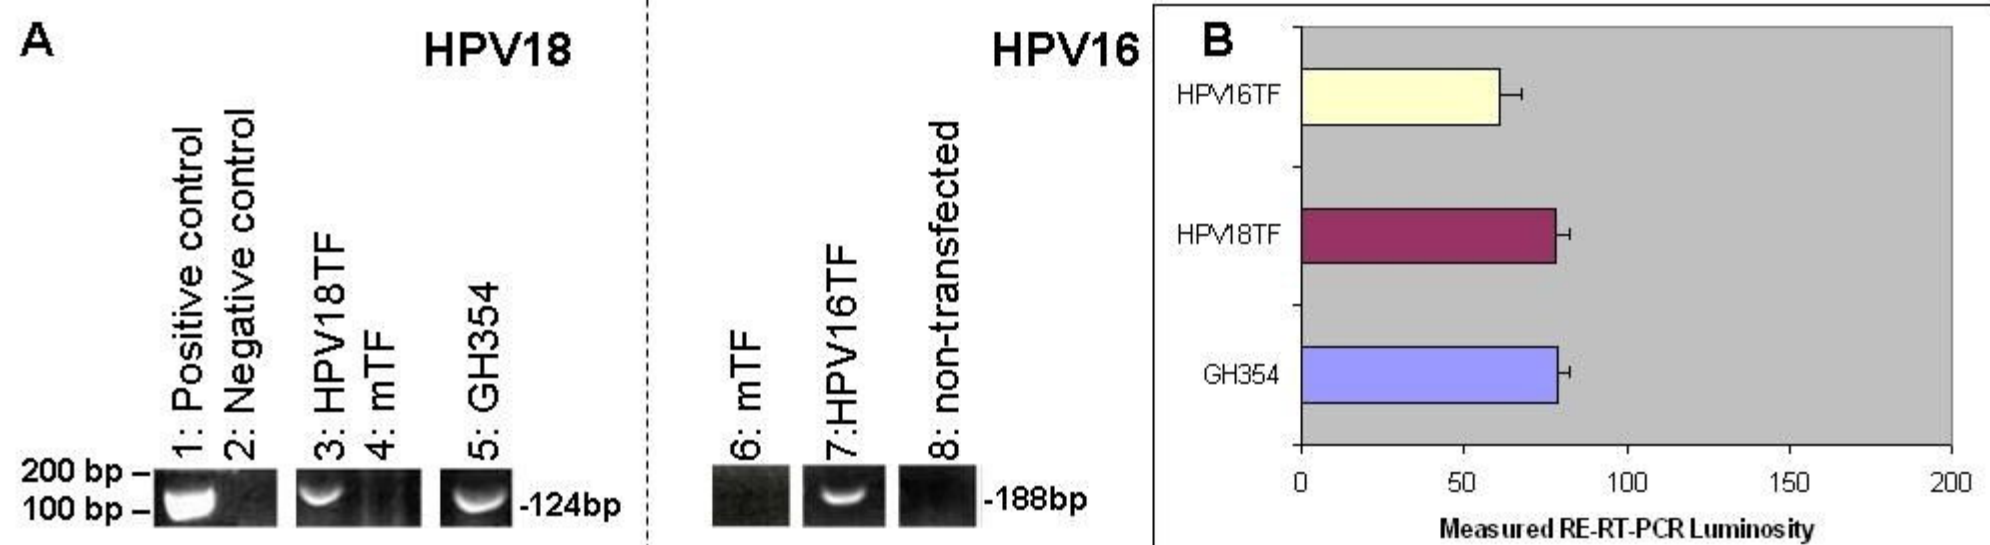 A
HPV18
HPV16
1: Positive control
2: Negative control
3: HPV18TF
4: mTF
5: GH354
6: mTF
7:HPV16TF
8: non-transfected
200 bp –
100 bp –
-124bp
-188bp
B
HPV16TF
HPV18TF
GH354
0 50 100 150 200
Measured RE-RT-PCR Luminosity